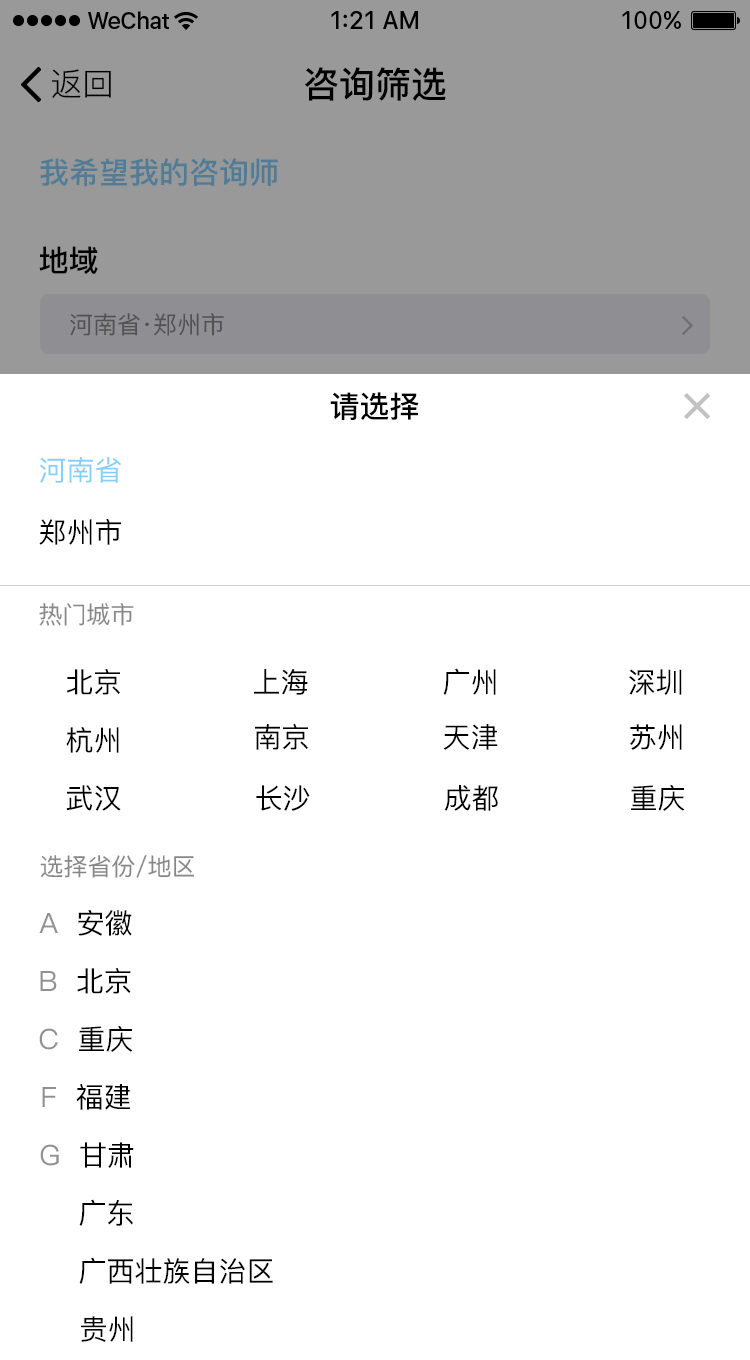 WeChat 1:21 AM 100%
返回 咨询筛选
我希望我的咨询师
地域
河南省·郑州市
请选择
河南省
郑州市
热门城市
北京 上海 广州 深圳
杭州 南京 天津 苏州
武汉 长沙 成都 重庆
选择省份/地区
A 安徽
B 北京
C 重庆
F 福建
G 甘肃
广东
广西壮族自治区
贵州